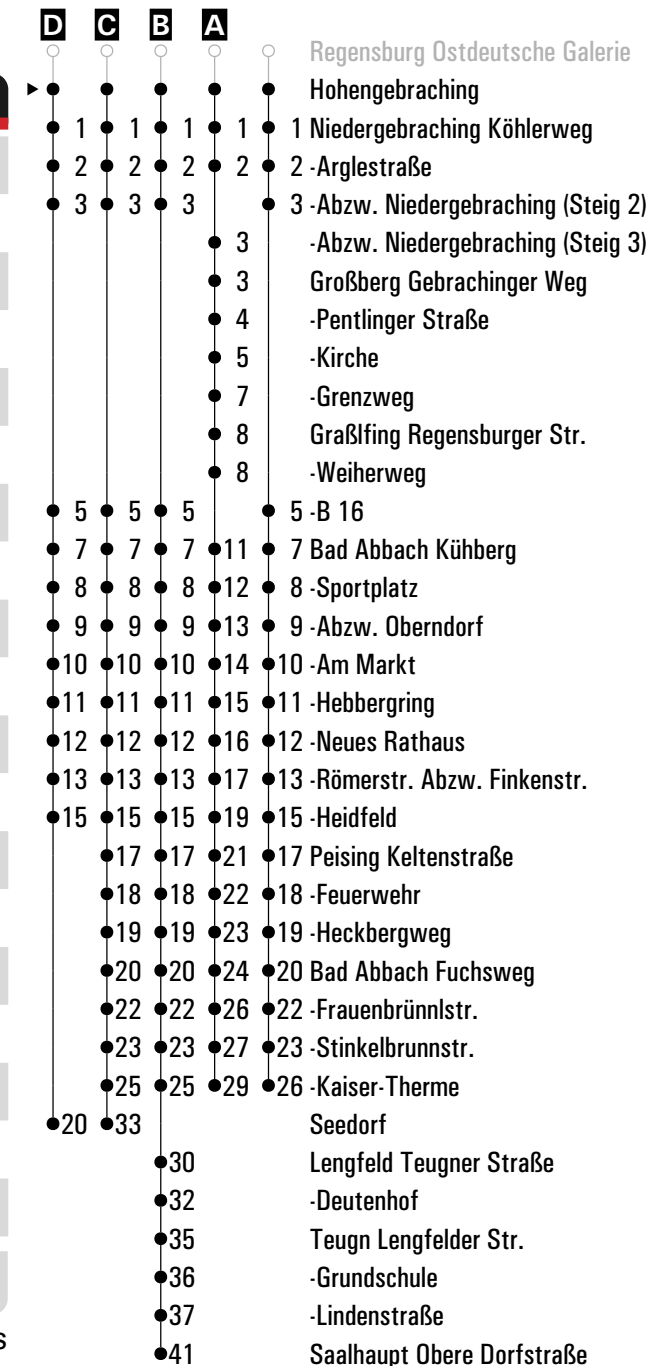 D C B A
Regensburg Ostdeutsche Galerie
Hohengebraching
1 1 1 1 1 Niedergebraching Köhlerweg
2 2 2 2 2 -Arglestraße
3 3 3 3 -Abzw. Niedergebraching (Steig 2)
3 -Abzw. Niedergebraching (Steig 3)
3 Großberg Gebrachinger Weg
4 -Pentlinger Straße
5 -Kirche
7 -Grenzweg
8 Graßlfing Regensburger Str.
8 -Weiherweg
5 5 5 5 -B 16
7 7 7 11 7 Bad Abbach Kühberg
8 8 8 12 8 -Sportplatz
9 9 9 13 9 -Abzw. Oberndorf
10 10 10 14 10 -Am Markt
11 11 11 15 11 -Hebbergring
12 12 12 16 12 -Neues Rathaus
13 13 13 17 13 -Römerstr. Abzw. Finkenstr.
15 15 15 19 15 -Heidfeld
17 17 21 17 Peising Keltenstraße
18 18 22 18 -Feuerwehr
19 19 23 19 -Heckbergweg
20 20 24 20 Bad Abbach Fuchsweg
22 22 26 22 -Frauenbrünnlstr.
23 23 27 23 -Stinkelbrunnstr.
25 25 29 26 -Kaiser-Therme
20 33 Seedorf
30 Lengfeld Teugner Straße
32 -Deutenhof
35 Teugn Lengfelder Str.
36 -Grundschule
37 -Lindenstraße
s
41 Saalhaupt Obere Dorfstraße